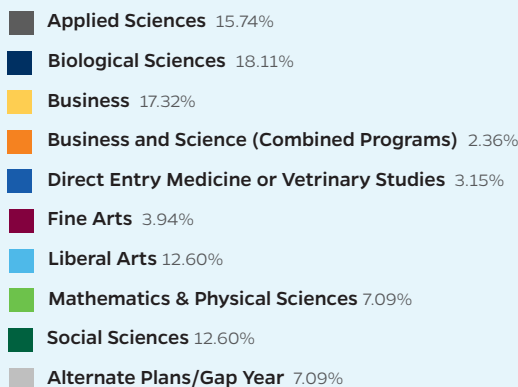 Applied Sciences 15.74%
Biological Sciences 18.11%
Business 17.32%
Business and Science (Combined Programs) 2.36%
Direct Entry Medicine or Vetrinary Studies 3.15%
Fine Arts 3.94%
Liberal Arts 12.60%
Mathematics & Physical Sciences 7.09%
Social Sciences 12.60%
Alternate Plans/Gap Year 7.09%